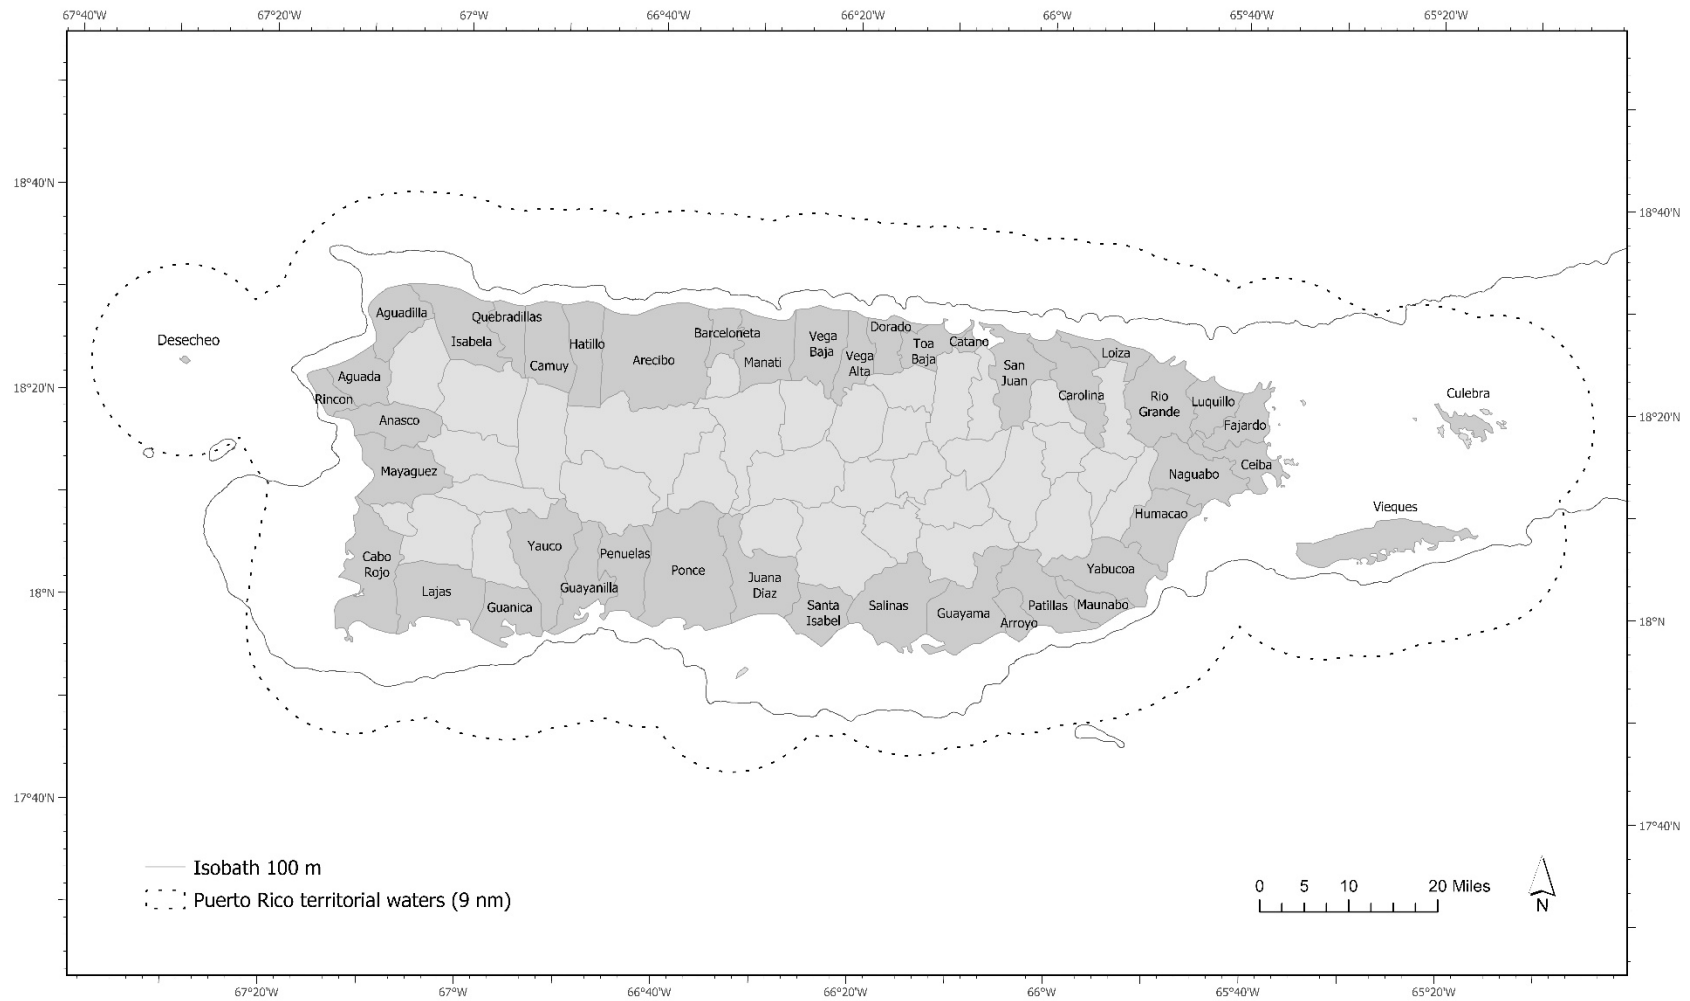 67°40'W 67°20'W 67°W 66°40'W 66°20'W 66°W 65°40'W 65°20'W
18°40'N
18°40'N
Desecheo
Aguadilla
Isabela
Quebradillas
Camuy
Hatillo
Arecibo
Barceloneta
Manati
Vega
Baja
Vega
Alta
Dorado
Toa
Baja
Catano
San
Juan
Carolina
Loiza
Rio
Grande
Luquillo
Fajardo
Culebra
18°20'N
18°20'N
Aguada
Rincon
Anasco
Mayaguez
Ceiba
Naguabo
Humacao
Vieques
Cabo
Rojo
Lajas
Guanica
Yauco
Guayanilla
Penuelas
Ponce
Juana
Diaz
Santa
Isabel
Salinas
Guayama
Arroyo
Patillas
Maunabo
Yabucoa
18°N
18°N
17°40'N
17°40'N
Isobath 100 m
Puerto Rico territorial waters (9 nm)
0 5 10 20 Miles
N
67°20'W 67°W 66°40'W 66°20'W 66°W 65°40'W 65°20'W